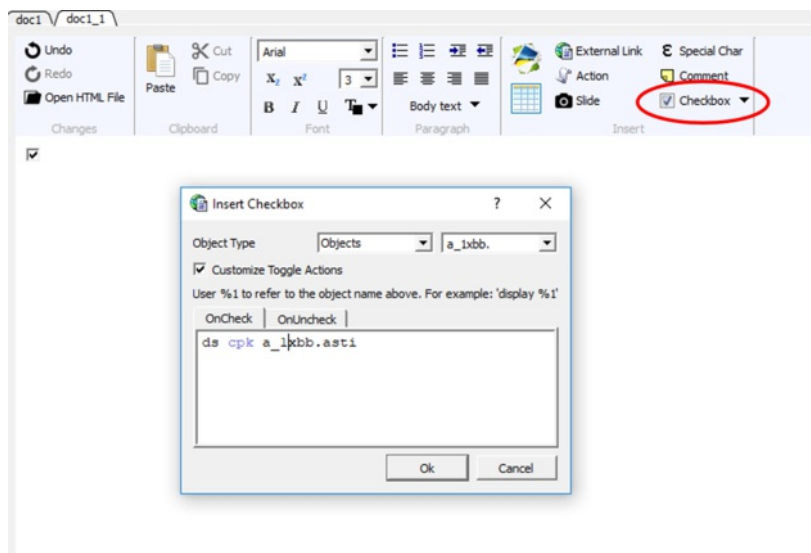 doc1 doc1_1
Undo
Redo
Open HTML File
Changes
Paste
Cut
Copy
Clipboard
Arial
X₂ X² 3
B I U T
Font
Body text
Paragraph
External Link
Action
Slide
ε Special Char
Comment
Checkbox
Insert
Insert Checkbox ? X
Object Type Objects a_1xbb.
Customize Toggle Actions
User %1 to refer to the object name above. For example: 'display %1'
OnCheck OnUncheck
ds cpk a_1xbb.asti
Ok Cancel